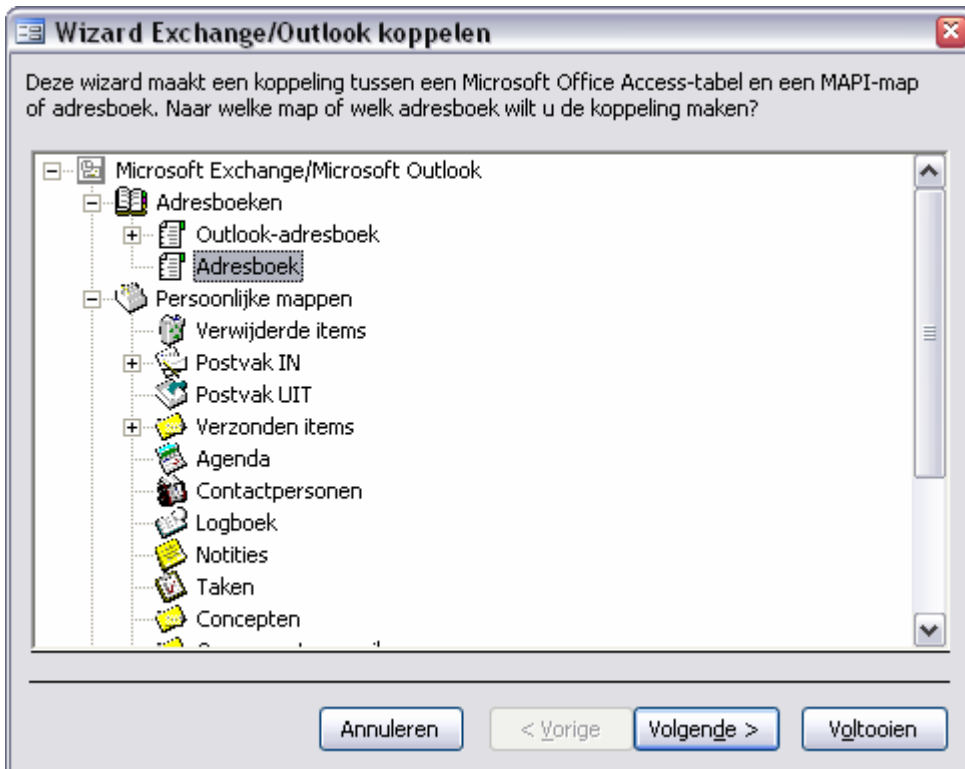 Wizard Exchange/Outlook koppelen
Deze wizard maakt een koppeling tussen een Microsoft Office Access-tabel en een MAPI-map
of adresboek. Naar welke map of welk adresboek wilt u de koppeling maken?
Microsoft Exchange/Microsoft Outlook
Adresboeken
Outlook-adresboek
Adresboek
Persoonlijke mappen
Verwijderde items
Postvak IN
Postvak UIT
Verzonden items
Agenda
Contactpersonen
Logboek
Notities
Taken
Concepten
Annuleren
< Vorige
Volgende >
Voltooien